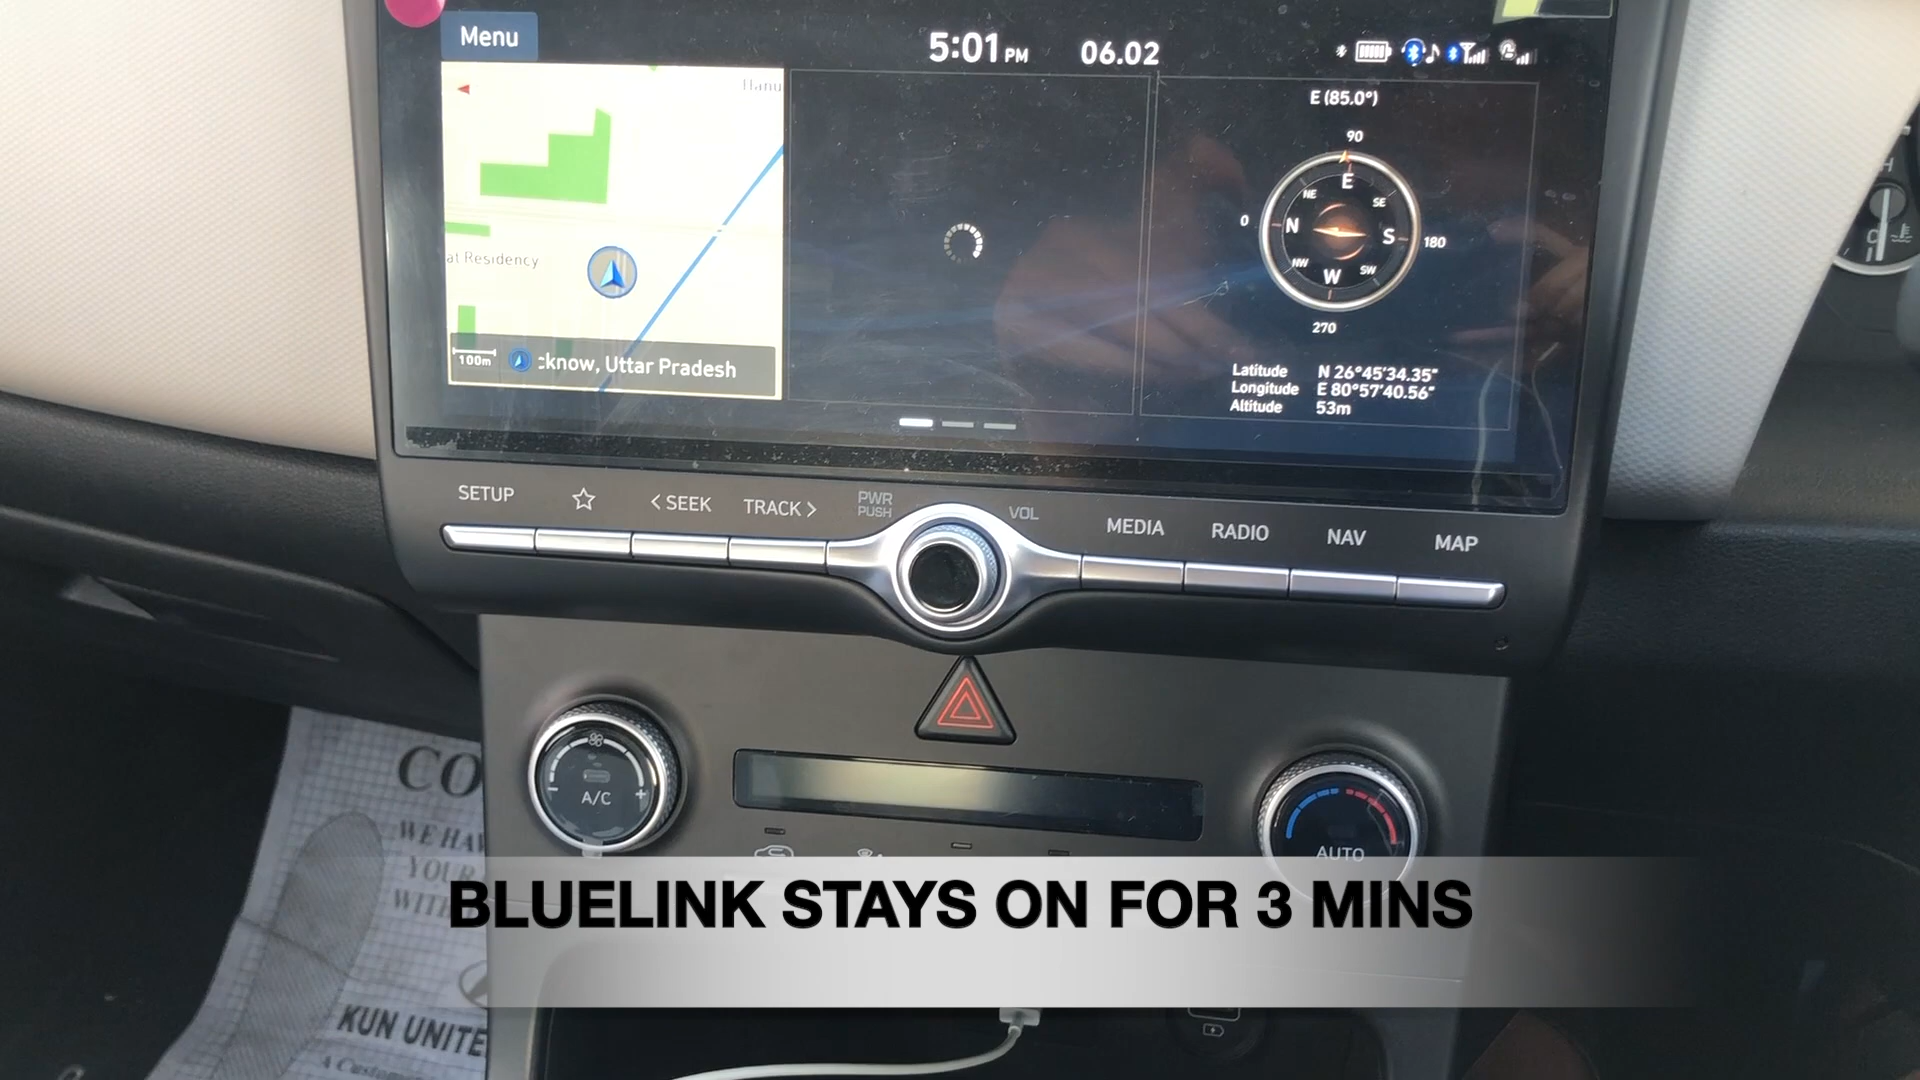 Menu
5:01 PM
06.02
Hanu
at Residency
100m
cknow, Uttar Pradesh
E (85.0°)
90
0
180
270
E
NE
SE
N
S
NW
SW
W
Latitude N 26°45'34.35"
Longitude E 80°57'40.56"
Altitude 53m
SETUP
< SEEK
TRACK >
PWR
PUSH
VOL
MEDIA
RADIO
NAV
MAP
A/C
- +
AUTO
H
C
CO
WE HAV
YOUR
WITH
KUN UNITE
A Custom
BLUELINK STAYS ON FOR 3 MINS